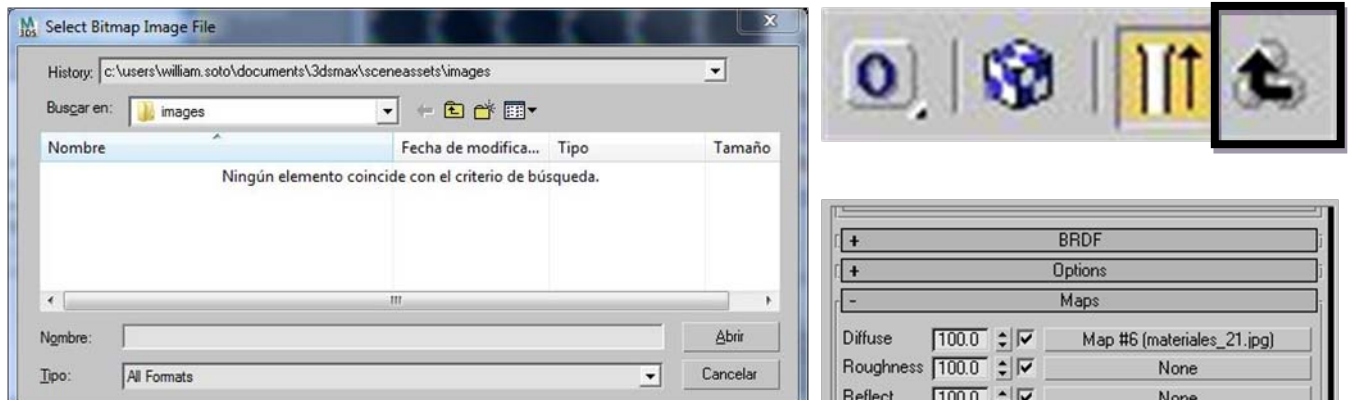 Select Bitmap Image File
History: c:\users\william.soto\documents\3dsmax\sceneassets\images
Buscar en: images
Nombre Fecha de modifica... Tipo Tamaño
Ningún elemento coincide con el criterio de búsqueda.
Nombre: Abrir
Tipo: All Formats Cancelar
O
+ BRDF
+ Options
- Maps
Diffuse 100.0 Map #6 (materiales_21.jpg)
Roughness 100.0 None
Reflect 100.0 None